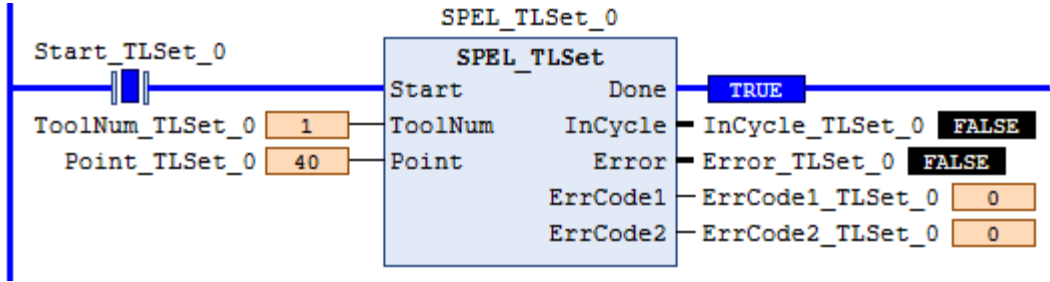 SPEL_TLSet_0
Start_TLSet_0
SPEL_TLSet
Start Done TRUE
ToolNum_TLSet_0 1 ToolNum InCycle InCycle_TLSet_0 FALSE
Point_TLSet_0 40 Point Error Error_TLSet_0 FALSE
ErrCode1 ErrCode1_TLSet_0 0
ErrCode2 ErrCode2_TLSet_0 0